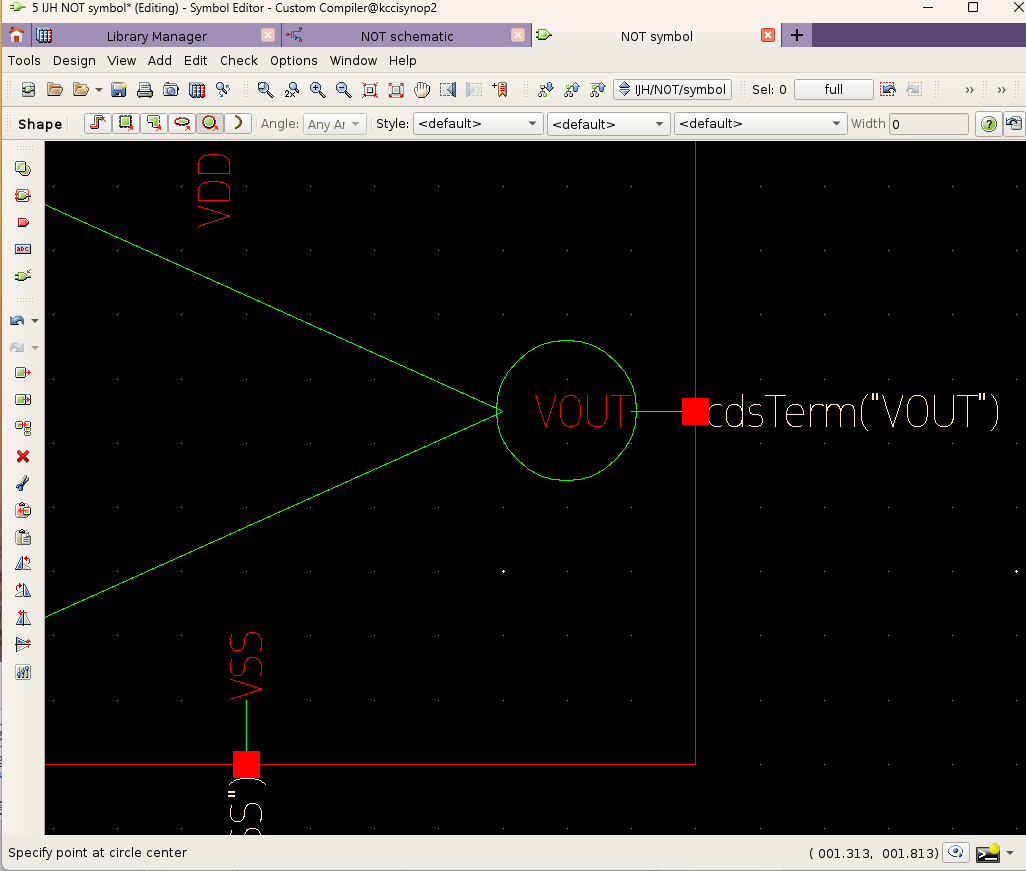 5 IJH NOT symbol* (Editing) - Symbol Editor - Custom Compiler@kccisynop2
Library Manager
NOT schematic
NOT symbol
Tools Design View Add Edit Check Options Window Help
IJH/NOT/symbol
Sel: 0
full
Shape
Angle: Any Ar
Style: <default>
<default>
<default>
Width 0
abc
VDD
VOUT
cdsTerm("VOUT")
VSS
SS")
Specify point at circle center
( 001.313, 001.813)